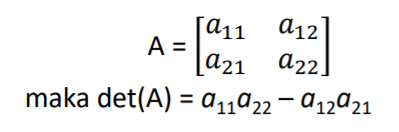 A = [a₁₁ a₁₂
a₂₁ a₂₂]
maka det(A) = a₁₁a₂₂ – a₁₂a₂₁